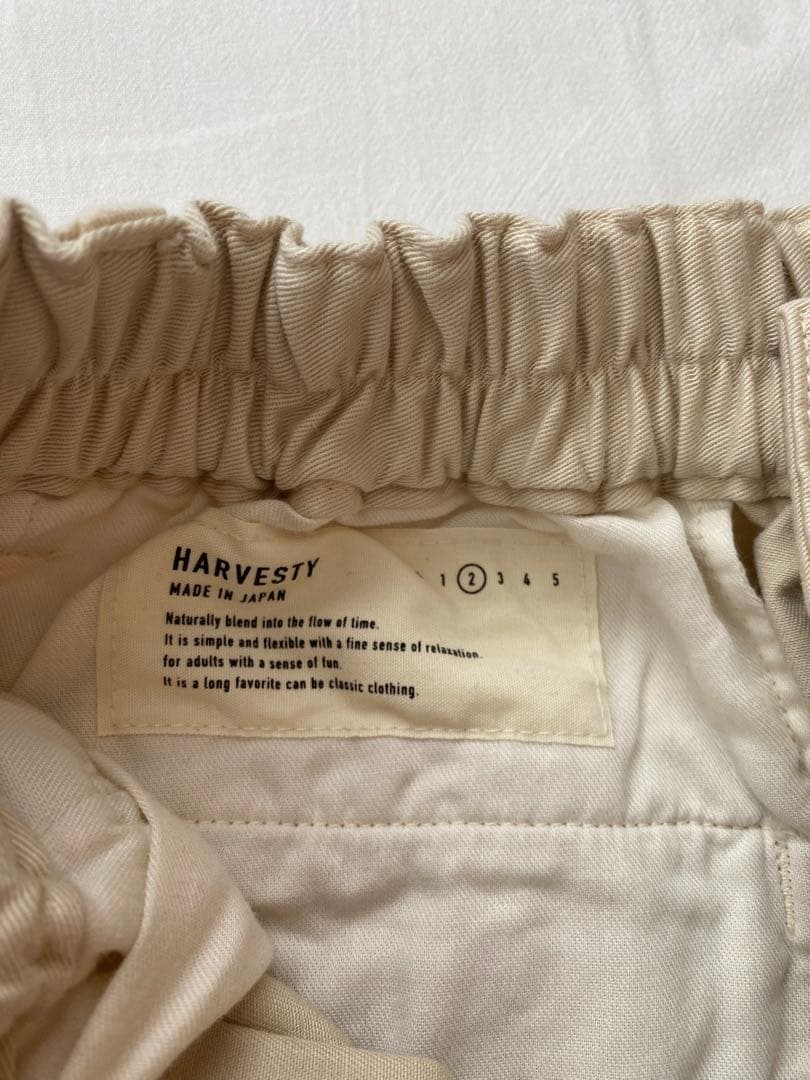 HARVESTY 1 2 3 4 5
MADE IN JAPAN
Naturally blend into the flow of time.
It is simple and flexible with a fine sense of relaxation.
for adults with a sense of fun.
It is a long favorite can be classic clothing.